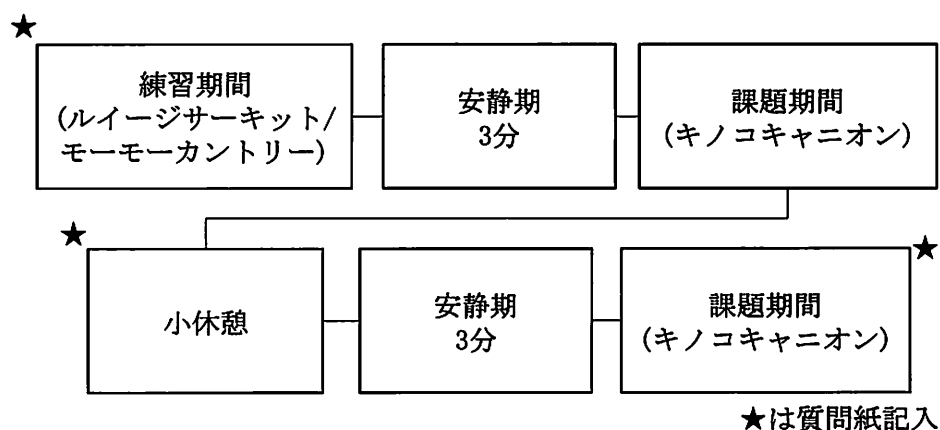 ★
練習期間
(ルイージサーキット/
モーモーカントリー)
安静期
3分
課題期間
(キノコキャニオン)
★
小休憩
安静期
3分
課題期間
(キノコキャニオン)
★
★は質問紙記入